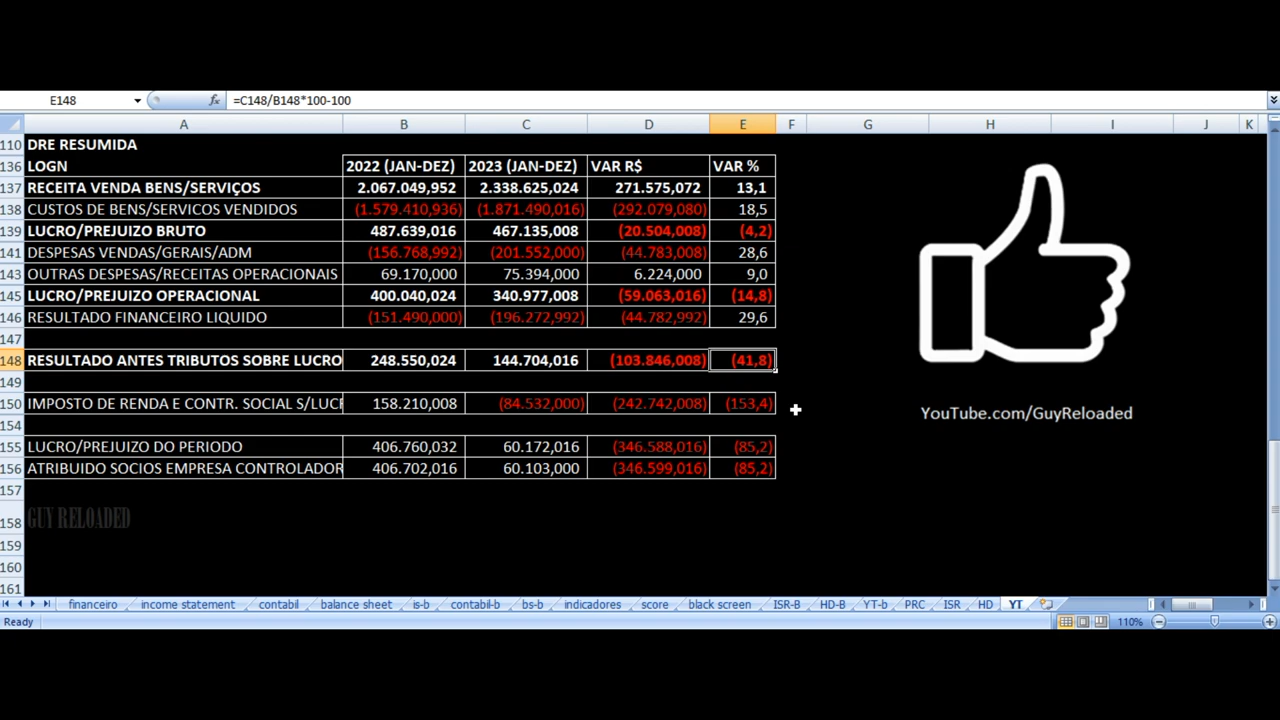 E148 fx =C148/B148*100-100
A B C D E F G H I J K
110 DRE RESUMIDA
136 LOGN 2022 (JAN-DEZ) 2023 (JAN-DEZ) VAR R$ VAR %
137 RECEITA VENDA BENS/SERVIÇOS 2.067.049,952 2.338.625,024 271.575,072 13,1
138 CUSTOS DE BENS/SERVICOS VENDIDOS (1.579.410,936) (1.871.490,016) (292.079,080) 18,5
139 LUCRO/PREJUIZO BRUTO 487.639,016 467.135,008 (20.504,008) (4,2)
141 DESPESAS VENDAS/GERAIS/ADM (156.768,992) (201.552,000) (44.783,008) 28,6
143 OUTRAS DESPESAS/RECEITAS OPERACIONAIS 69.170,000 75.394,000 6.224,000 9,0
145 LUCRO/PREJUIZO OPERACIONAL 400.040,024 340.977,008 (59.063,016) (14,8)
146 RESULTADO FINANCEIRO LIQUIDO (151.490,000) (196.272,992) (44.782,992) 29,6
147
148 RESULTADO ANTES TRIBUTOS SOBRE LUCRO 248.550,024 144.704,016 (103.846,008) (41,8)
149
150 IMPOSTO DE RENDA E CONTR. SOCIAL S/LUCR 158.210,008 (84.532,000) (242.742,008) (153,4)
154
155 LUCRO/PREJUIZO DO PERIODO 406.760,032 60.172,016 (346.588,016) (85,2)
156 ATRIBUIDO SOCIOS EMPRESA CONTROLADOR 406.702,016 60.103,000 (346.599,016) (85,2)
157
158 GUY RELOADED
159
160
161
YouTube.com/GuyReloaded
financeiro income statement contabil balance sheet is-b contabil-b bs-b indicadores score black screen ISR-B HD-B YT-b PRC ISR HD YT
Ready 110%